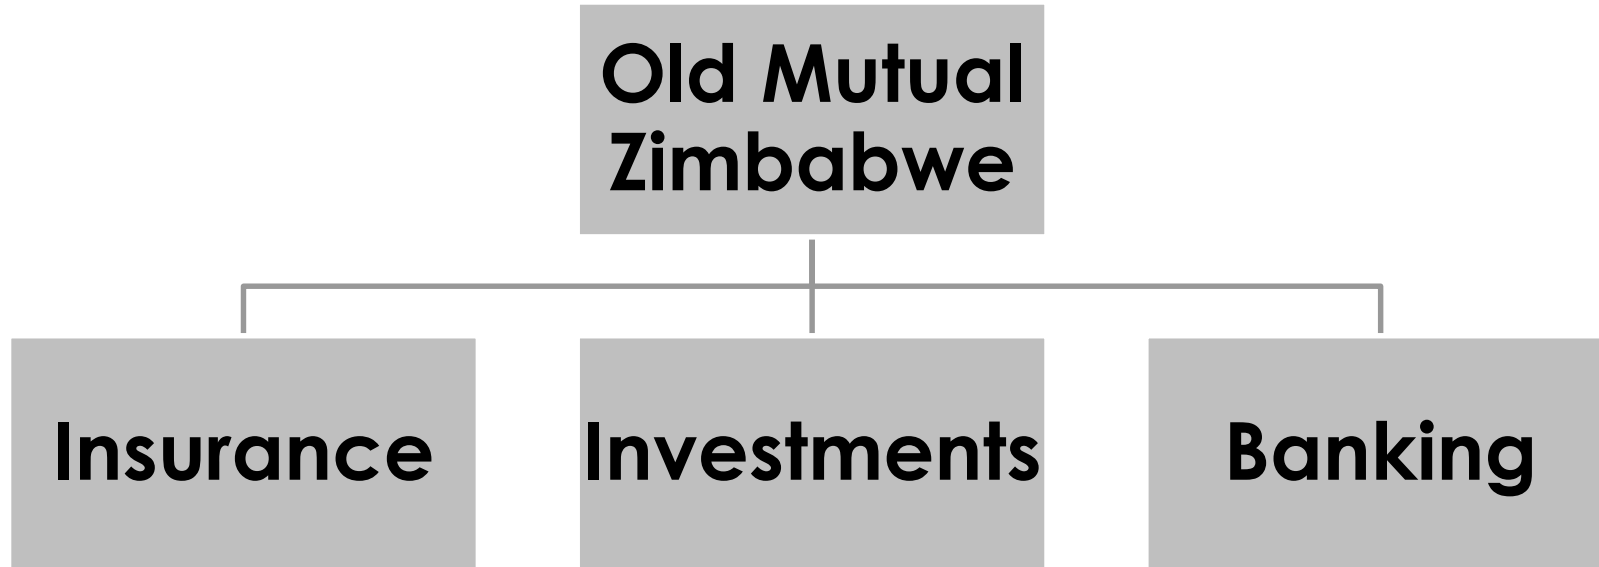 Old Mutual
Zimbabwe
Insurance
Investments
Banking